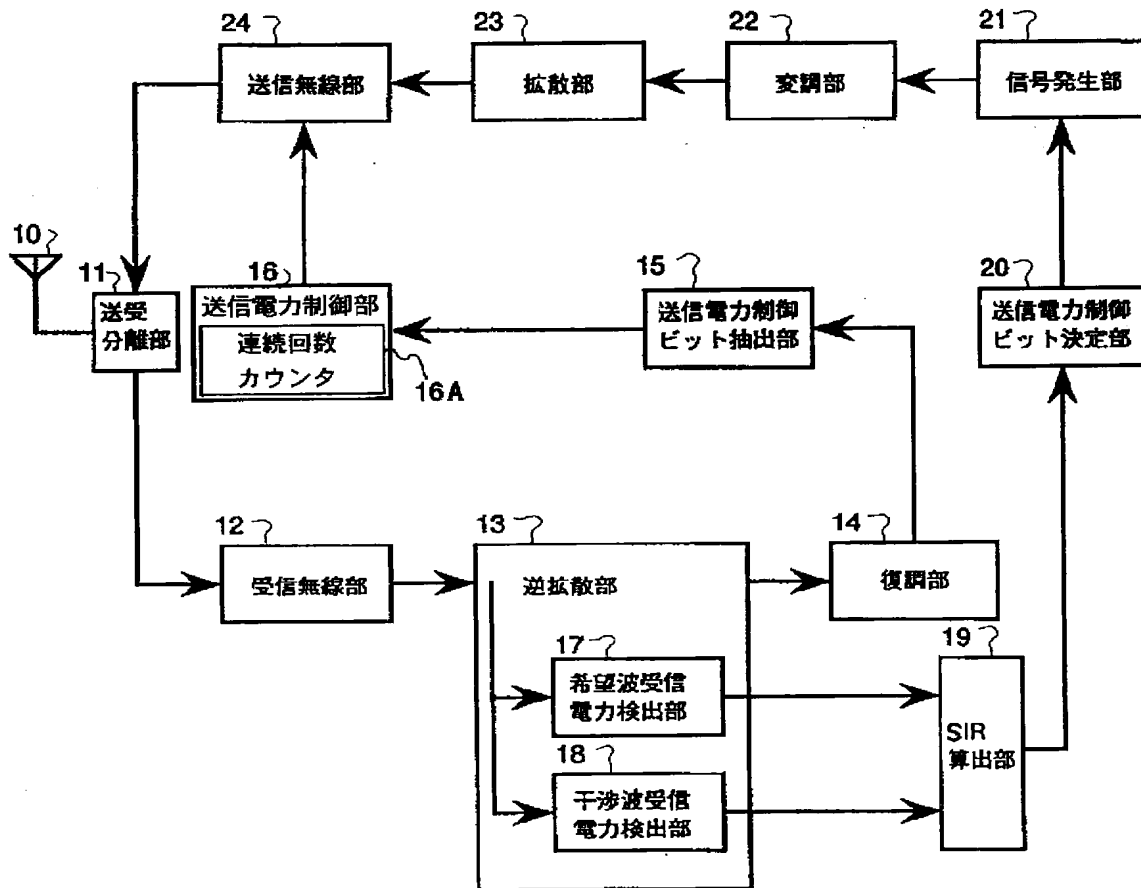 24
送信無線部
23
拡散部
22
変調部
21
信号発生部
10
11
送受
分離部
16
送信電力制御部
連続回数
カウンタ
16A
15
送信電力制御
ビット抽出部
20
送信電力制御
ビット決定部
12
受信無線部
13
逆拡散部
14
復調部
17
希望波受信
電力検出部
18
干渉波受信
電力検出部
19
SIR
算出部